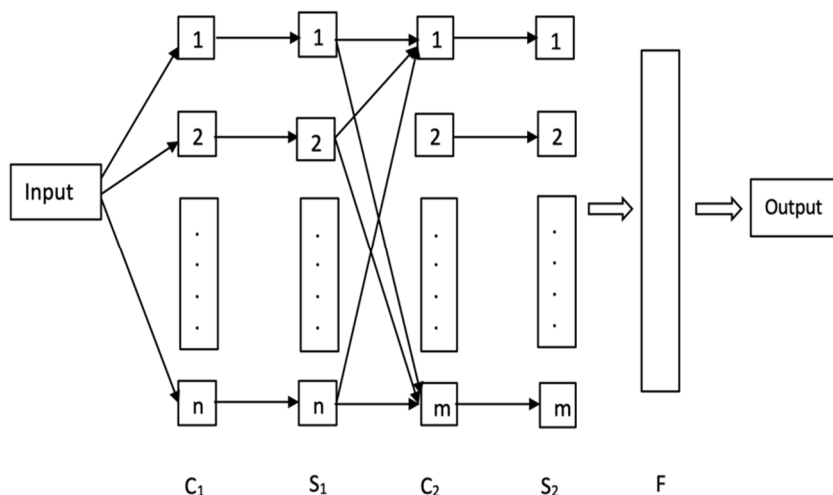 1 1 1 1
2 2 2 2
Input
Output
. . . .
. . . .
. . . .
. . . .
n n m m
C₁ S₁ C₂ S₂ F